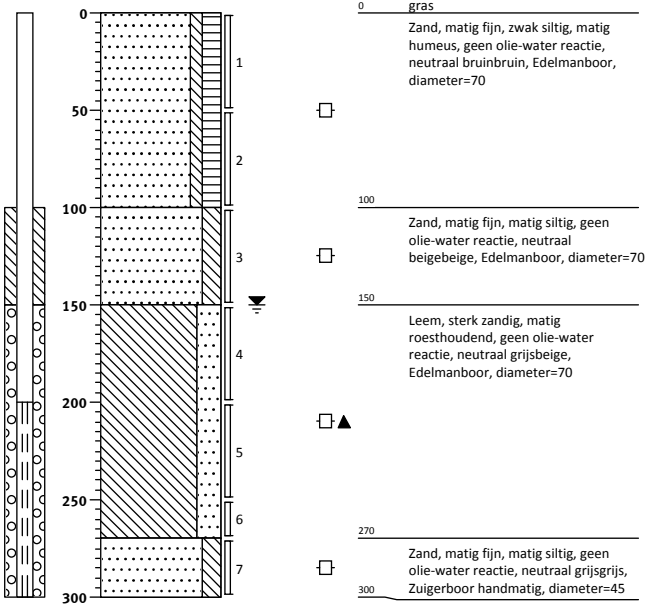 0
50
100
150
200
250
300
1
2
3
4
5
6
7
0
gras
Zand, matig fijn, zwak siltig, matig
humeus, geen olie-water reactie,
neutraal bruinbruin, Edelmanboor,
diameter=70
100
Zand, matig fijn, matig siltig, geen
olie-water reactie, neutraal
beigebeige, Edelmanboor, diameter=70
150
Leem, sterk zandig, matig
roesthoudend, geen olie-water
reactie, neutraal grijsbeige,
Edelmanboor, diameter=70
270
Zand, matig fijn, matig siltig, geen
olie-water reactie, neutraal grijsgrijs,
Zuigerboor handmatig, diameter=45
300